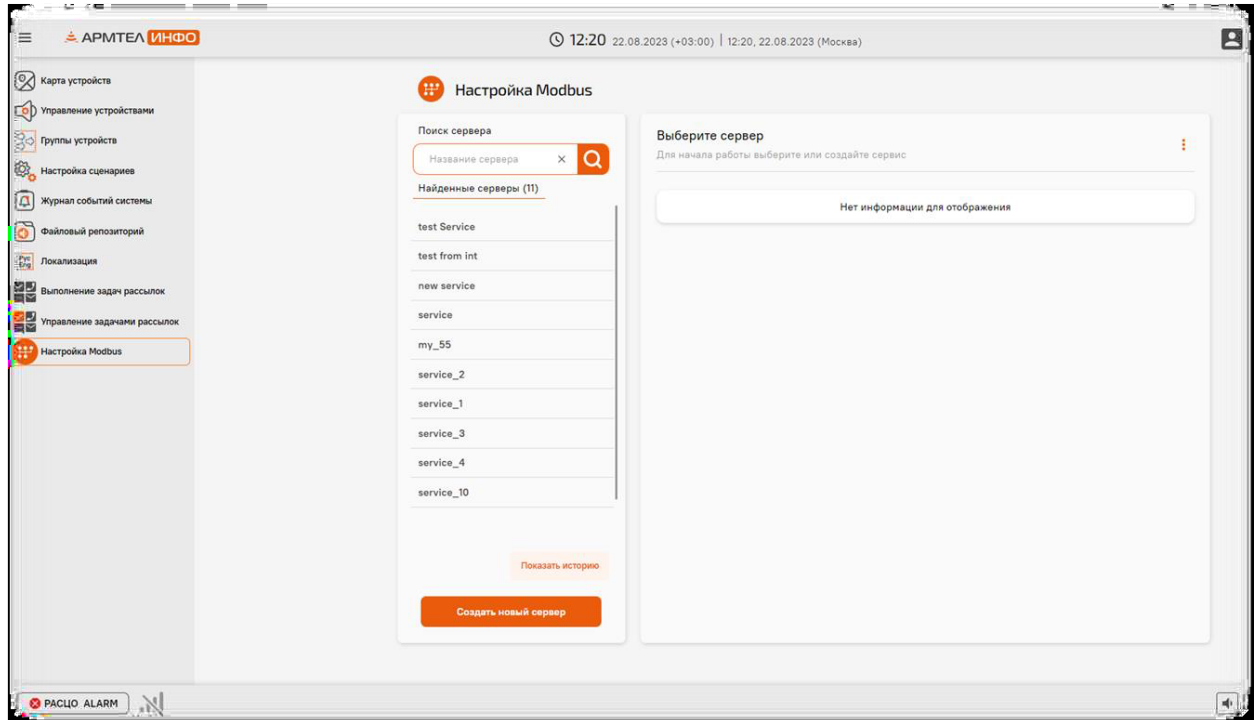 АРМТЕЛ ИНФО
12:20 22.08.2023 (+03:00) | 12:20, 22.08.2023 (Москва)
Карта устройств
Управление устройствами
Группы устройств
Настройка сценариев
Журнал событий системы
Файловый репозиторий
Рус
Eng
Локализация
Выполнение задач рассылок
Управление задачами рассылок
Настройка Modbus
Настройка Modbus
Поиск сервера
Название сервера
Найденные серверы (11)
test Service
test from int
new service
service
my_55
service_2
service_1
service_3
service_4
service_10
Показать историю
Создать новый сервер
Выберите сервер
Для начала работы выберите или создайте сервис
Нет информации для отображения
РАСЦО ALARM